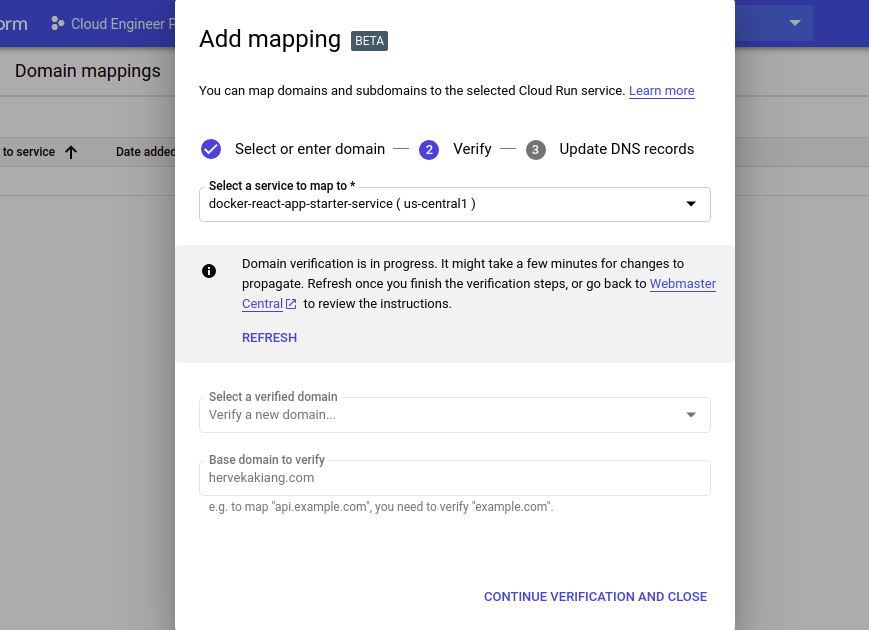 orm Cloud Engineer P
Domain mappings
to service Date added
Add mapping BETA
You can map domains and subdomains to the selected Cloud Run service. Learn more
Select or enter domain 2 Verify 3 Update DNS records
Select a service to map to *
docker-react-app-starter-service ( us-central1 )
Domain verification is in progress. It might take a few minutes for changes to
propagate. Refresh once you finish the verification steps, or go back to Webmaster
Central to review the instructions.
REFRESH
Select a verified domain
Verify a new domain...
Base domain to verify
hervekakiang.com
e.g. to map "api.example.com", you need to verify "example.com".
CONTINUE VERIFICATION AND CLOSE